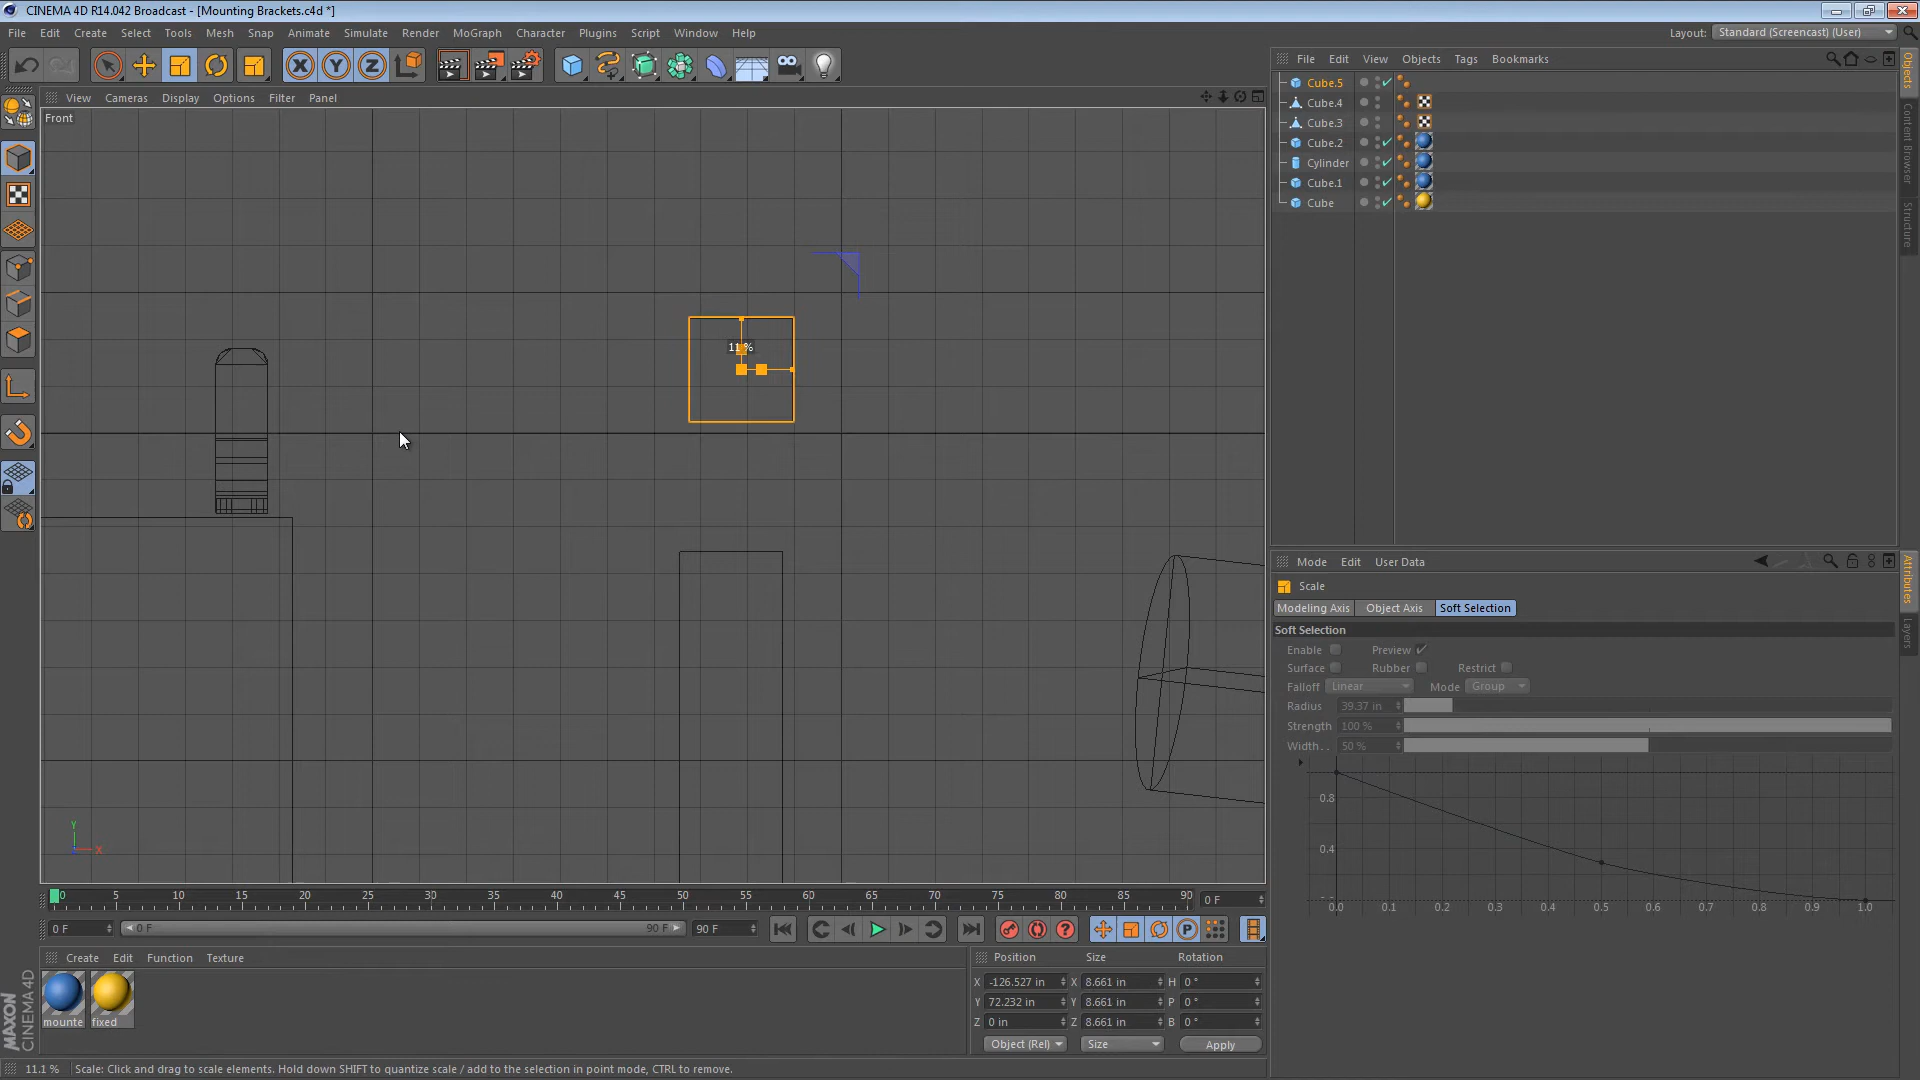 CINEMA 4D R14.042 Broadcast - [Mounting Brackets.c4d *]
File Edit Create Select Tools Mesh Snap Animate Simulate Render MoGraph Character Plugins Script Window Help
Layout: Standard (Screencast) (User)
File Edit View Objects Tags Bookmarks
Cube.5
Cube.4
Cube.3
Cube.2
Cylinder
Cube.1
Cube
Objects
Content Browser
Structure
View Cameras Display Options Filter Panel
Front
11 %
Y
X
Mode Edit User Data
Scale
Modeling Axis Object Axis Soft Selection
Soft Selection
Enable Preview
Surface Rubber Restrict
Falloff Linear Mode Group
Radius 39.37 in
Strength 100 %
Width.. 50 %
0.8
0.4
0.0 0.1 0.2 0.3 0.4 0.5 0.6 0.7 0.8 0.9 1.0
Attributes
Layers
0 5 10 15 20 25 30 35 40 45 50 55 60 65 70 75 80 85 90 0 F
0 F 0 F 90 F 90 F
Create Edit Function Texture
mounte fixed
Position Size Rotation
X -126.527 in X 8.661 in H 0 °
Y 72.232 in Y 8.661 in P 0 °
Z 0 in Z 8.661 in B 0 °
Object (Rel) Size Apply
MAXON
CINEMA 4D
11.1 % Scale: Click and drag to scale elements. Hold down SHIFT to quantize scale / add to the selection in point mode, CTRL to remove.